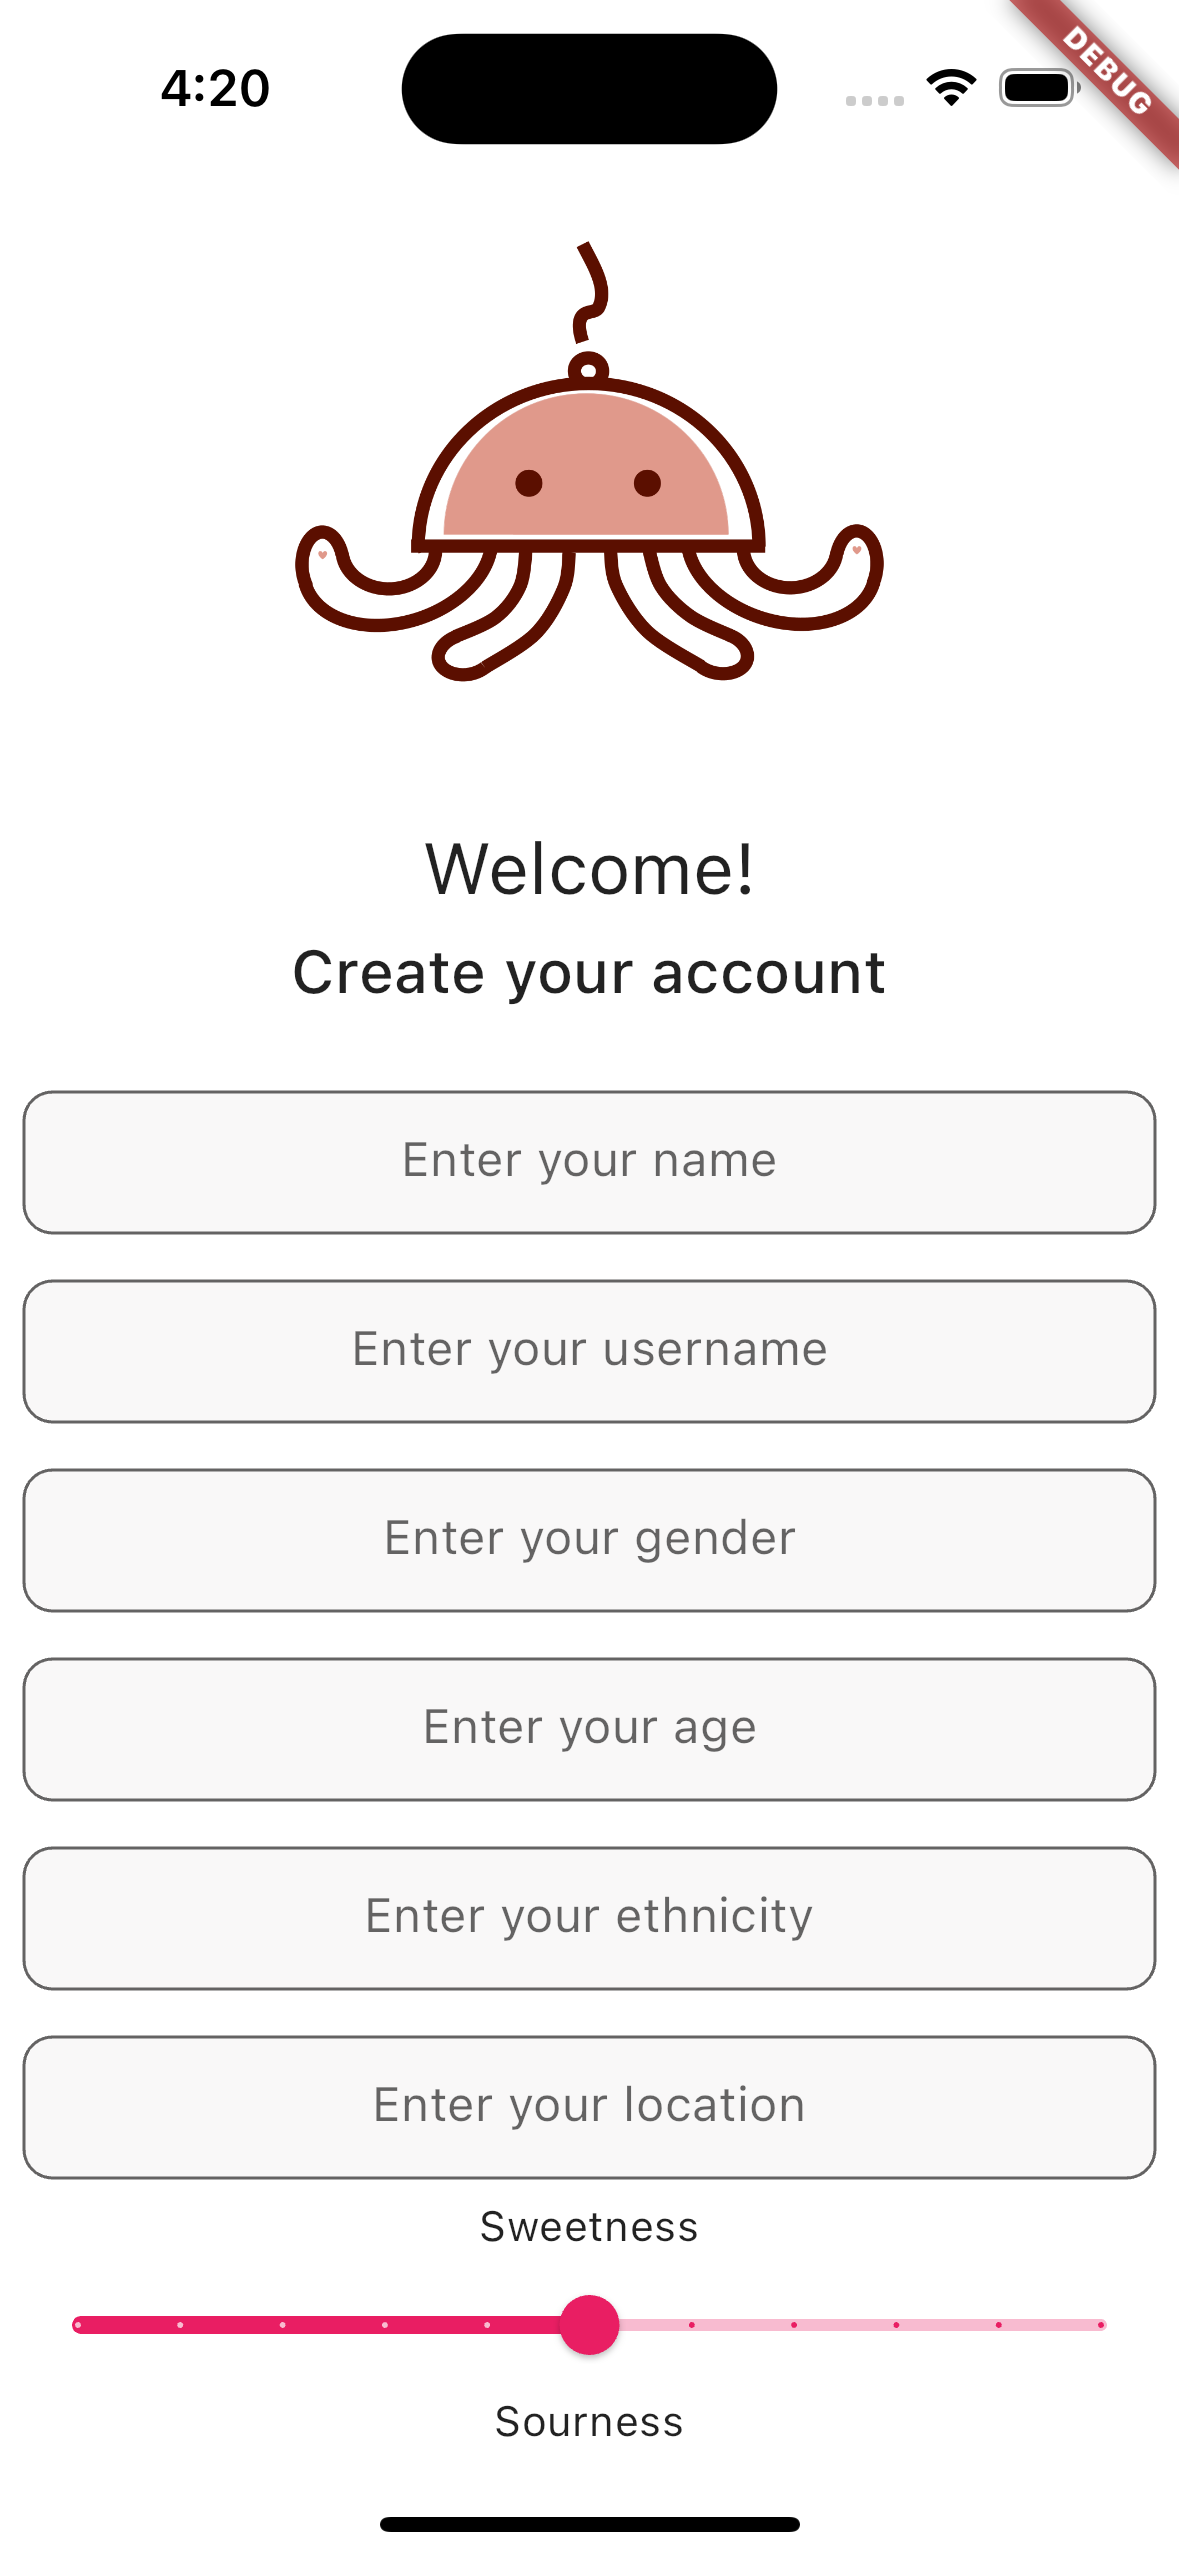 4:20
DEBUG
Welcome!
Create your account
Enter your name
Enter your username
Enter your gender
Enter your age
Enter your ethnicity
Enter your location
Sweetness
Sourness